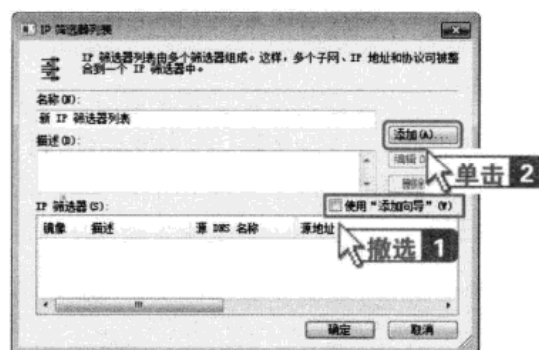 IP 筛选器列表
IP 筛选器列表由多个筛选器组成。这样，多个子网、IP 地址和协议可被整
合到一个 IP 筛选器中。
名称(N):
新 IP 筛选器列表
描述(D):
添加(A)...
编辑
删除
单击 2
IP 筛选器(S):
使用“添加向导”(W)
镜像 描述 源 DNS 名称 源地址
撤选 1
确定 取消